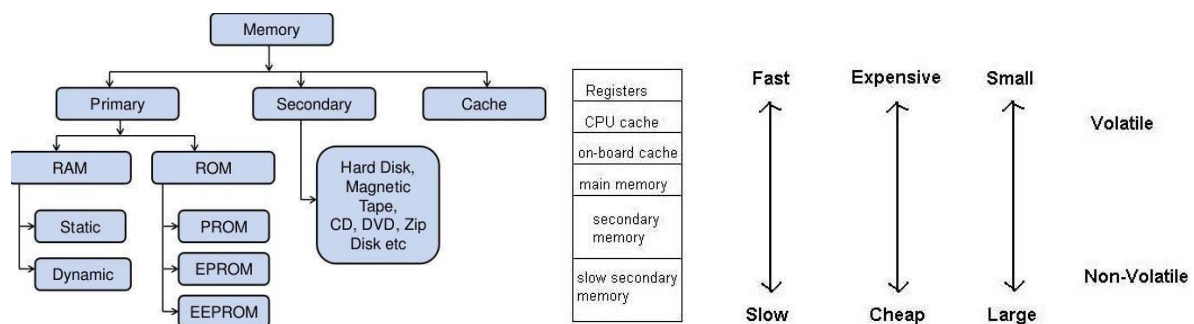 Memory
Primary
Secondary
Cache
RAM
ROM
Hard Disk,
Magnetic
Tape,
CD, DVD, Zip
Disk etc
Static
PROM
Dynamic
EPROM
EEPROM
Registers
CPU cache
on-board cache
main memory
secondary
memory
slow secondary
memory
Fast
Expensive
Small
Volatile
Non-Volatile
Slow
Cheap
Large